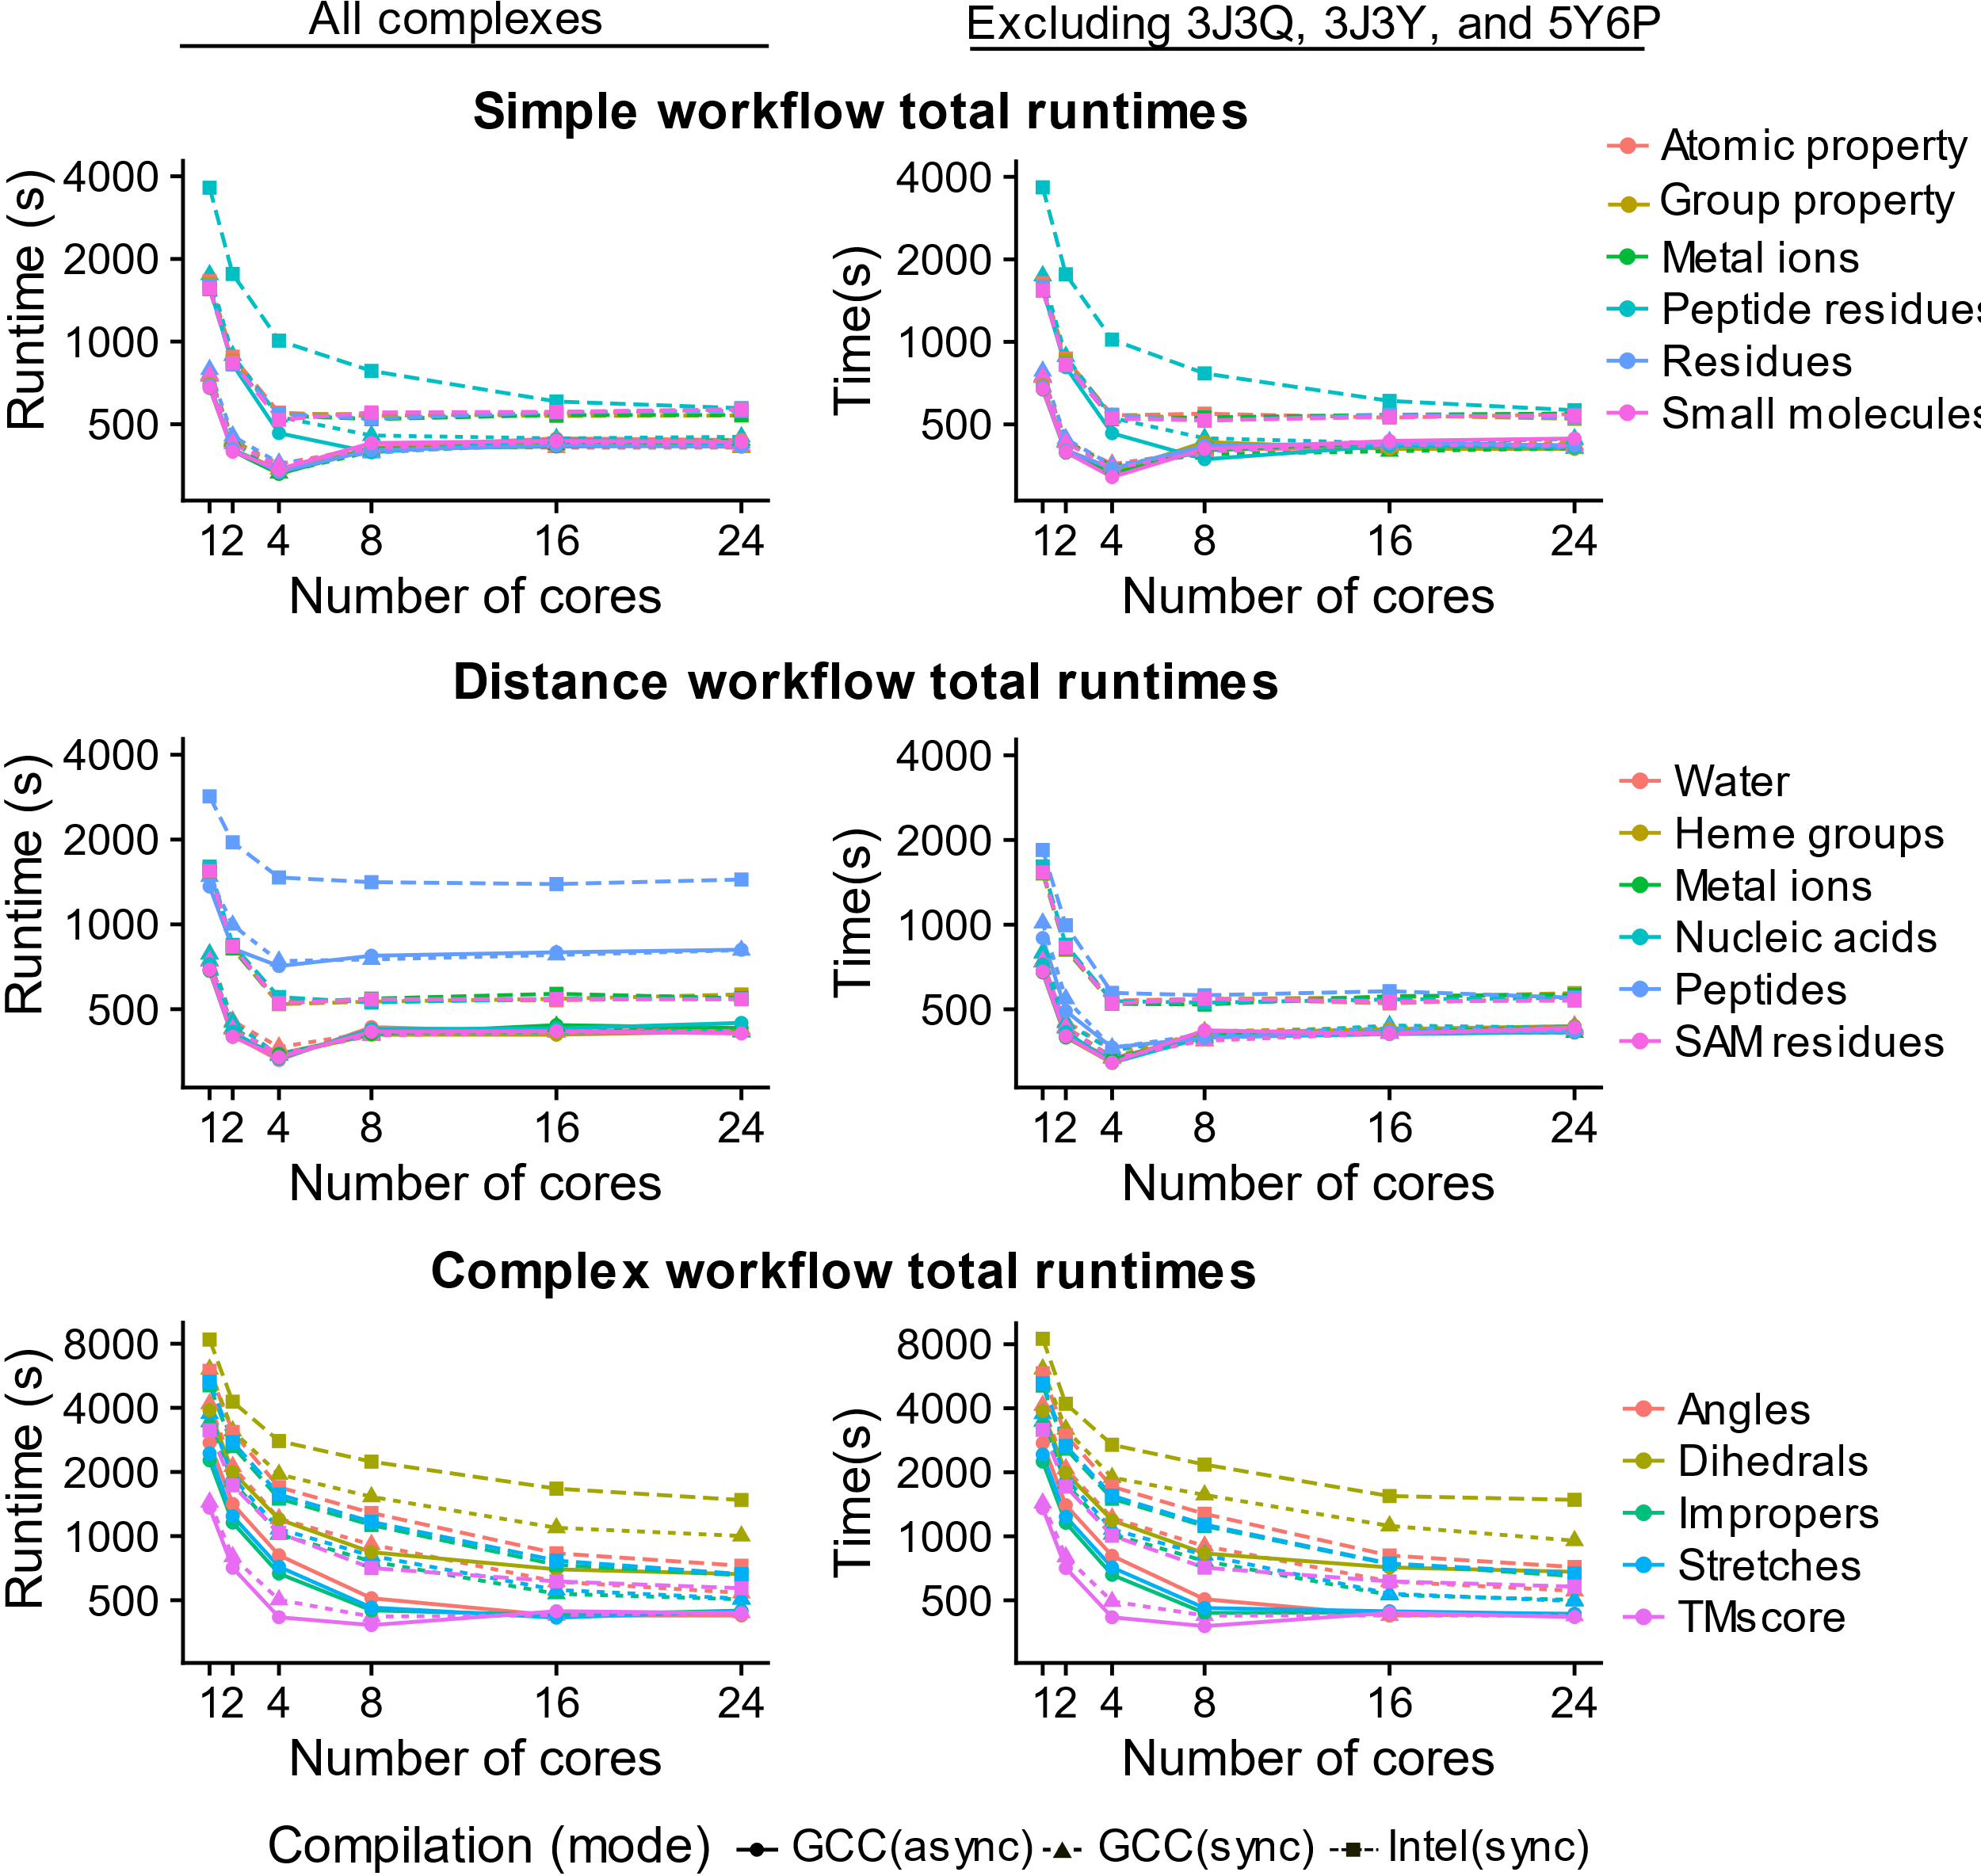 All complexes
Excluding 3J3Q, 3J3Y, and 5Y6P
Simple workflow total runtimes
Runtime (s)
4000
2000
1000
500
1 2 4 8 16 24
Number of cores
Time(s)
4000
2000
1000
500
1 2 4 8 16 24
Number of cores
Atomic property
Group property
Metal ions
Peptide residues
Residues
Small molecules
Distance workflow total runtimes
Runtime (s)
4000
2000
1000
500
1 2 4 8 16 24
Number of cores
Time(s)
4000
2000
1000
500
1 2 4 8 16 24
Number of cores
Water
Heme groups
Metal ions
Nucleic acids
Peptides
SAM residues
Complex workflow total runtimes
Runtime (s)
8000
4000
2000
1000
500
1 2 4 8 16 24
Number of cores
Time(s)
8000
4000
2000
1000
500
1 2 4 8 16 24
Number of cores
Angles
Dihedrals
Impropers
Stretches
TMscore
Compilation (mode) GCC(async) GCC(sync) Intel(sync)